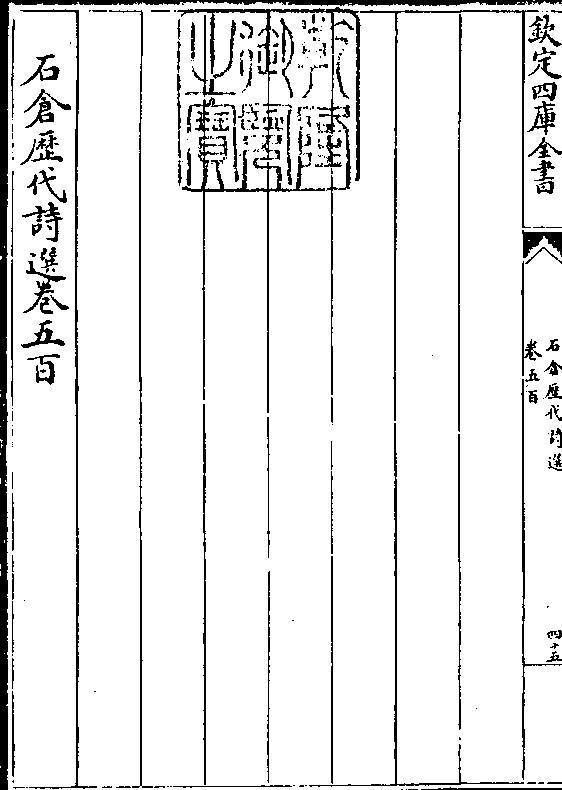 欽定四庫全書
石倉歷代詩選
卷五百
四十五
乾隆
御覽
之寶
石倉歷代詩選卷五百